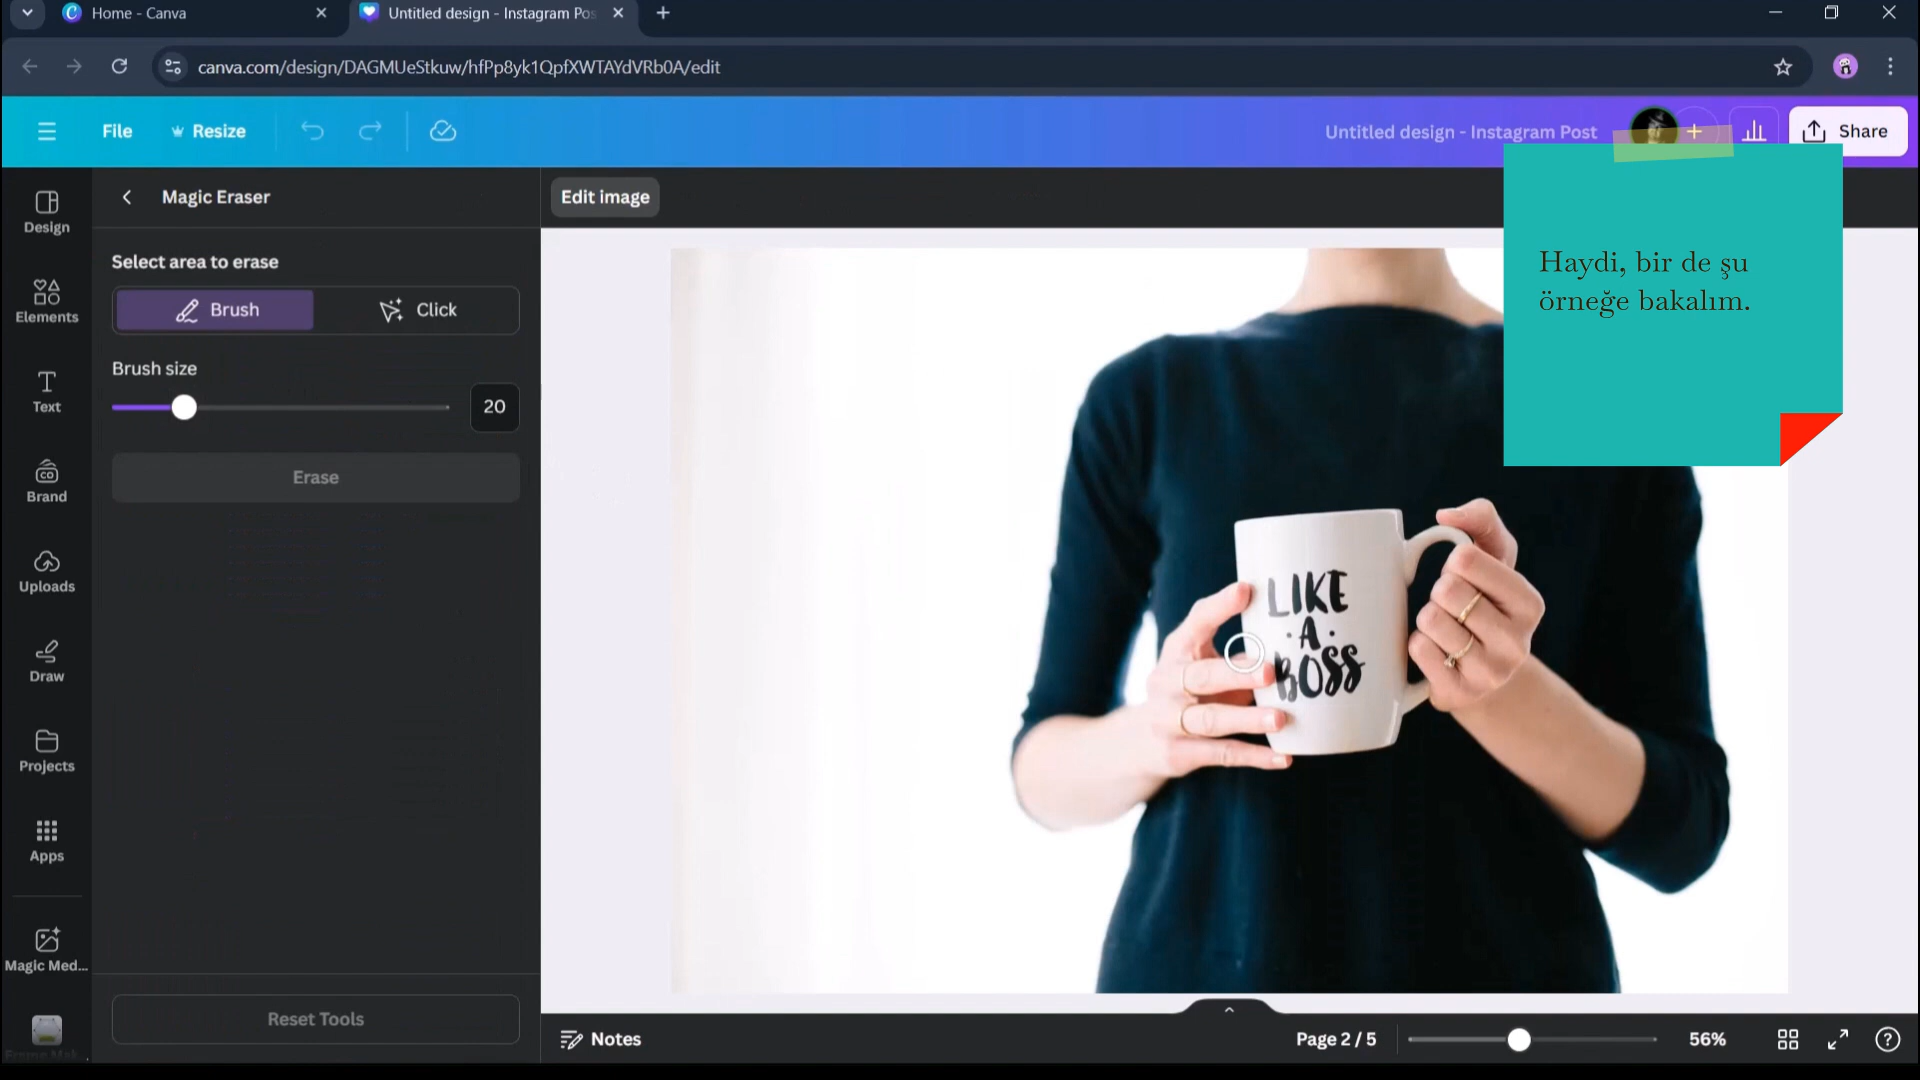 Home - Canva
Untitled design - Instagram Pos
canva.com/design/DAGMUeStkuw/hfPp8yk1QpfXWTAYdVRb0A/edit
File
Resize
Untitled design - Instagram Post
Share
Design
Elements
Text
Brand
Uploads
Draw
Projects
Apps
Magic Med...
Magic Eraser
Select area to erase
Brush
Click
Brush size
20
Erase
Reset Tools
Edit image
Haydi, bir de şu
örneğe bakalım.
LIKE
·A·
BOSS
Notes
Page 2 / 5
56%